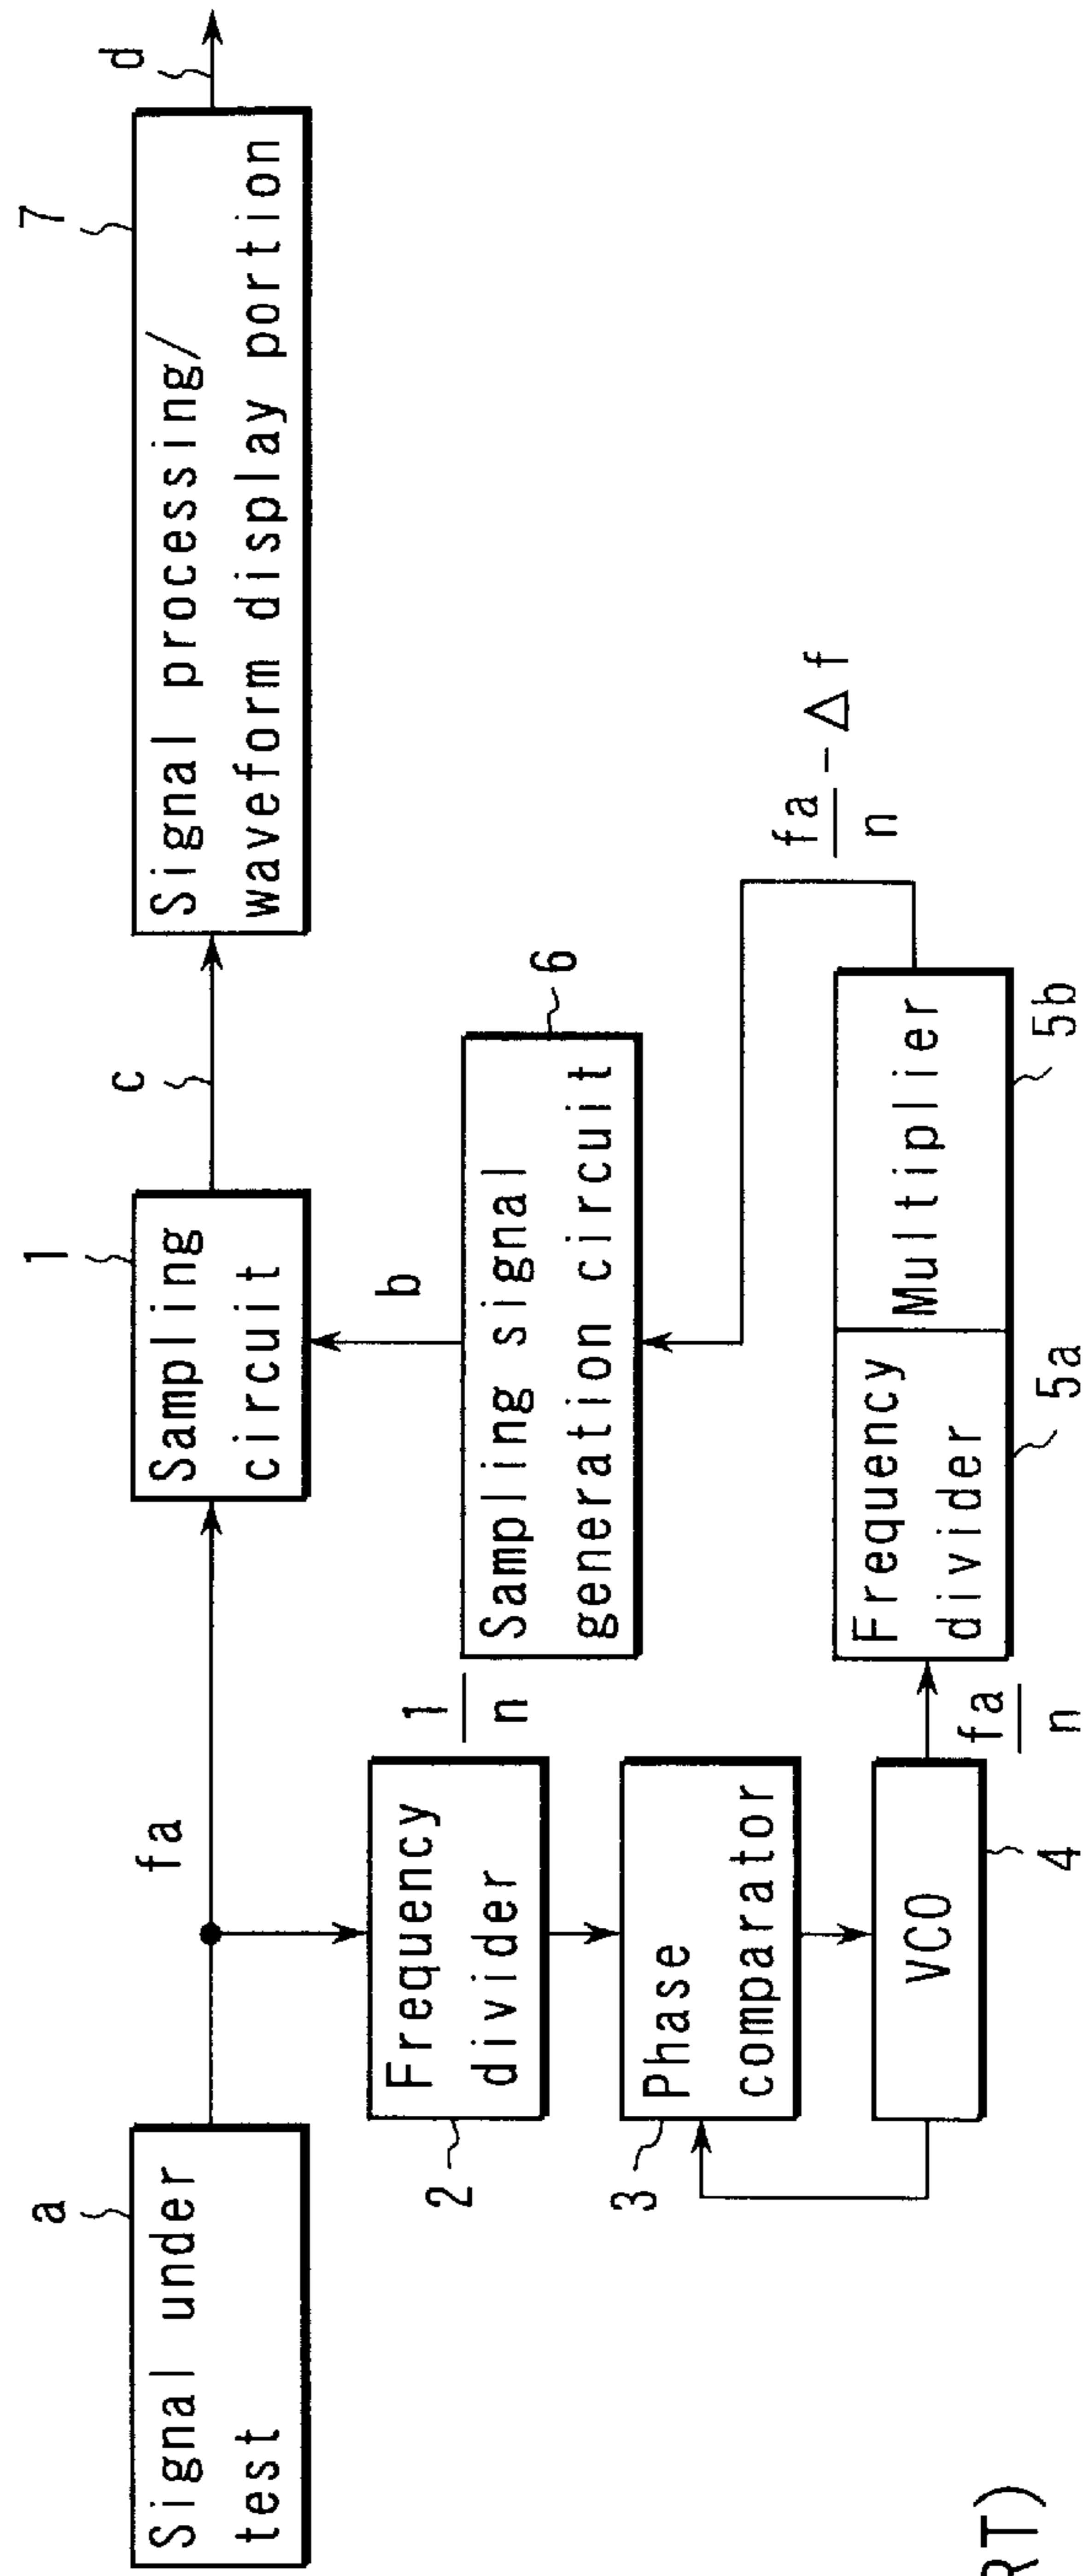 a
Signal under
test
fa
1
Sampling
circuit
c
7
Signal processing/
waveform display portion
d
2
Frequency
divider
1
n
b
Sampling signal
generation circuit
6
3
Phase
comparator
VCO
4
fa
n
Frequency
divider
5a
Multiplier
5b
fa
n
- △ f
RT)